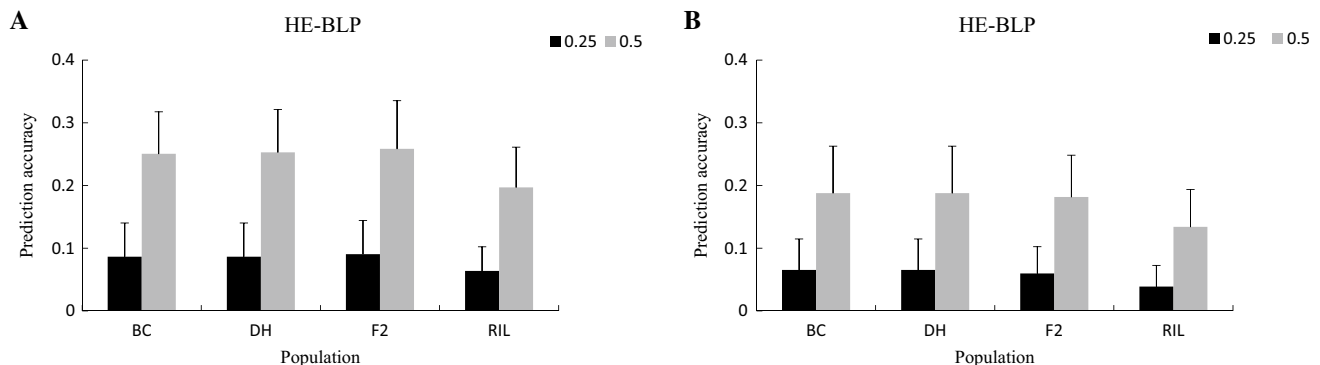 A
HE-BLP
0.25 0.5
Prediction accuracy
0.4
0.3
0.2
0.1
0
BC DH F2 RIL
Population
B
HE-BLP
0.25 0.5
Prediction accuracy
0.4
0.3
0.2
0.1
0
BC DH F2 RIL
Population